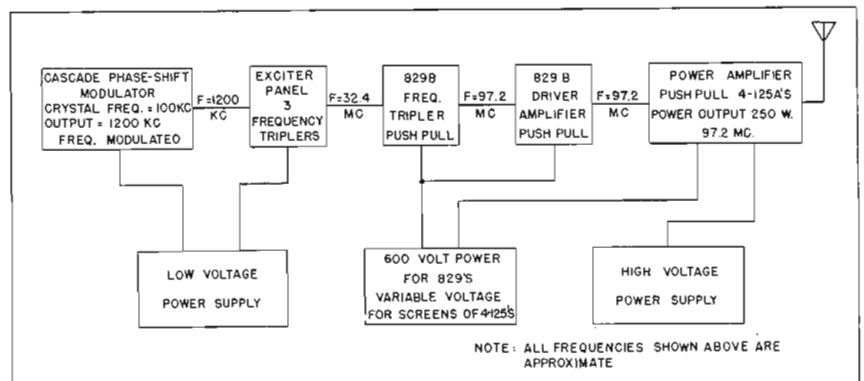 CASCADE PHASE-SHIFT
MODULATOR
CRYSTAL FREQ. = 100KC
OUTPUT = 1200 KC
FREQ. MODULATED
F=1200
KC
EXCITER
PANEL
3
FREQUENCY
TRIPLERS
F=32.4
MC
829B
FREQ.
TRIPLER
PUSH PULL
F=97.2
MC
829 B
DRIVER
AMPLIFIER
PUSH PULL
F=97.2
MC
POWER AMPLIFIER
PUSH PULL 4-125A'S
POWER OUTPUT 250 W.
97.2 MC.
LOW VOLTAGE
POWER SUPPLY
600 VOLT POWER
FOR 829'S
VARIABLE VOLTAGE
FOR SCREENS OF 4-125'S
HIGH VOLTAGE
POWER SUPPLY
NOTE: ALL FREQUENCIES SHOWN ABOVE ARE
APPROXIMATE